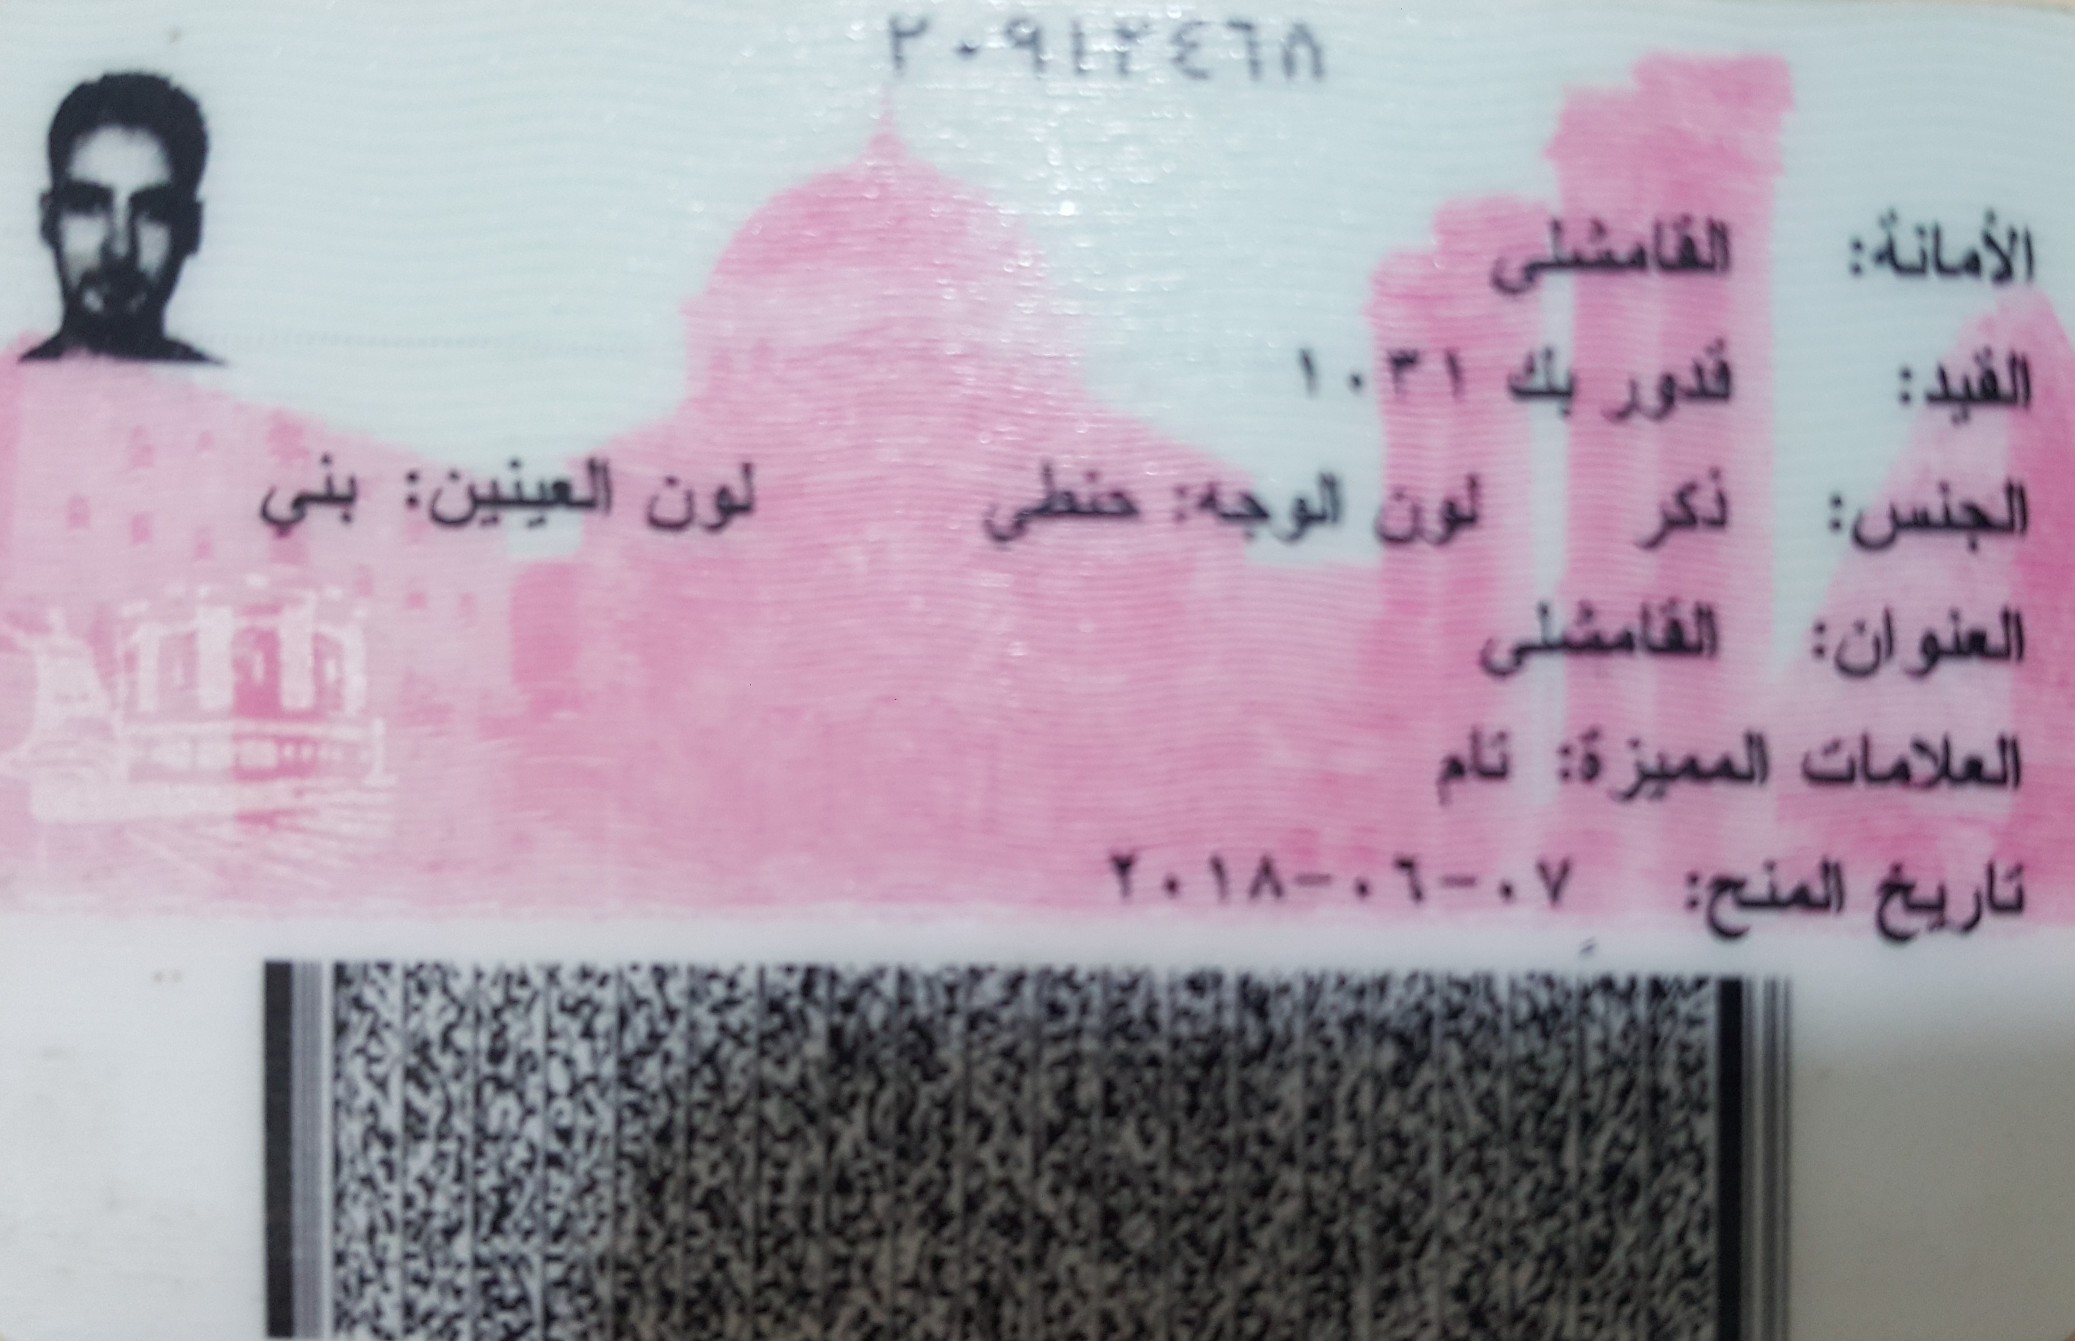 ٢٠٩١٢٤٦٨
الأمانة: القامشلي
القيد: قدور بك ١٠٣١
الجنس: ذكر لون الوجه: حنطي لون العينين: بني
العنوان: القامشلي
العلامات المميزة: تام
تاريخ المنح: ٢٠١٨-٠٦-٠٧